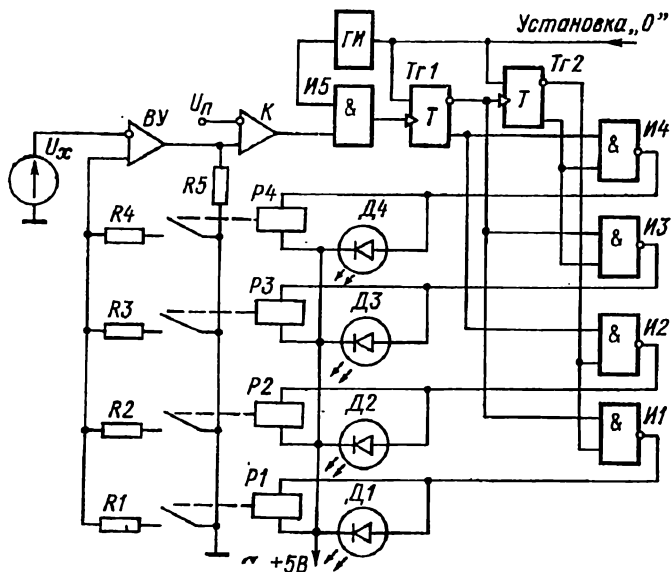 Установка „0"
ГИ
Тг1
Тг2
И5
&
Т
Т
Uп
К
ВУ
Ux
&
И4
R5
Р4
Д4
R4
&
И3
Р3
Д3
R3
&
И2
Р2
Д2
R2
&
И1
Р1
Д1
R1
+5В